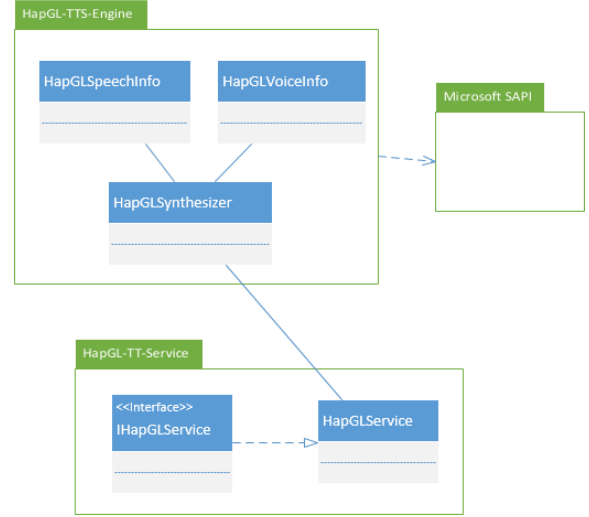 HapGL-TTS-Engine
HapGLSpeechInfo
HapGLVoiceInfo
Microsoft SAPI
HapGLSynthesizer
HapGL-TT-Service
<<Interface>>
IHapGLService
HapGLService